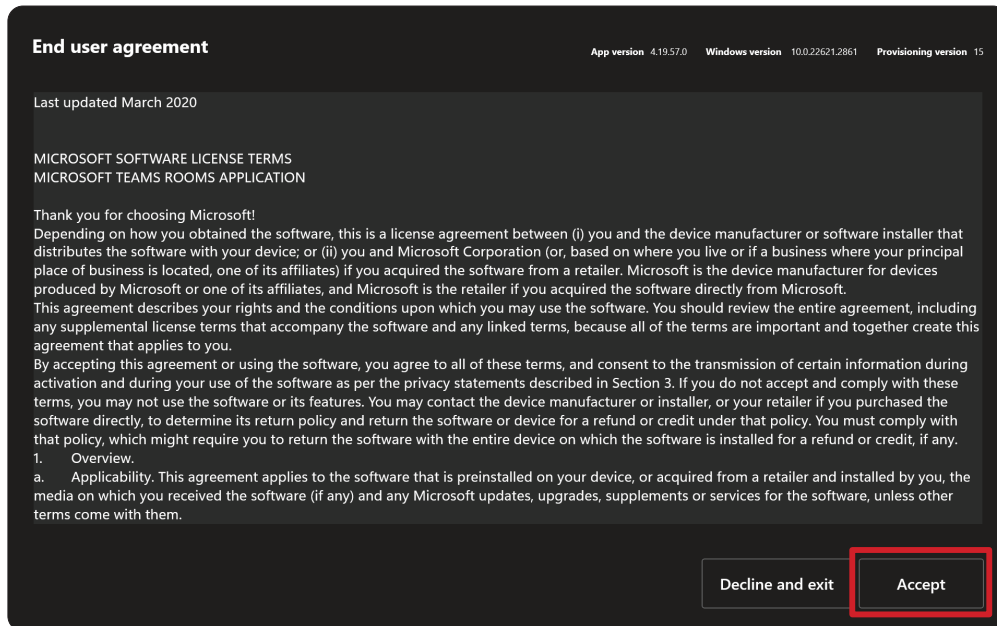 End user agreement
App version 4.19.57.0 Windows version 10.0.22621.2861 Provisioning version 15
Last updated March 2020
MICROSOFT SOFTWARE LICENSE TERMS
MICROSOFT TEAMS ROOMS APPLICATION
Thank you for choosing Microsoft!
Depending on how you obtained the software, this is a license agreement between (i) you and the device manufacturer or software installer that
distributes the software with your device; or (ii) you and Microsoft Corporation (or, based on where you live or if a business where your principal
place of business is located, one of its affiliates) if you acquired the software from a retailer. Microsoft is the device manufacturer for devices
produced by Microsoft or one of its affiliates, and Microsoft is the retailer if you acquired the software directly from Microsoft.
This agreement describes your rights and the conditions upon which you may use the software. You should review the entire agreement, including
any supplemental license terms that accompany the software and any linked terms, because all of the terms are important and together create this
agreement that applies to you.
By accepting this agreement or using the software, you agree to all of these terms, and consent to the transmission of certain information during
activation and during your use of the software as per the privacy statements described in Section 3. If you do not accept and comply with these
terms, you may not use the software or its features. You may contact the device manufacturer or installer, or your retailer if you purchased the
software directly, to determine its return policy and return the software or device for a refund or credit under that policy. You must comply with
that policy, which might require you to return the software with the entire device on which the software is installed for a refund or credit, if any.
1. Overview.
a. Applicability. This agreement applies to the software that is preinstalled on your device, or acquired from a retailer and installed by you, the
media on which you received the software (if any) and any Microsoft updates, upgrades, supplements or services for the software, unless other
terms come with them.
Decline and exit Accept